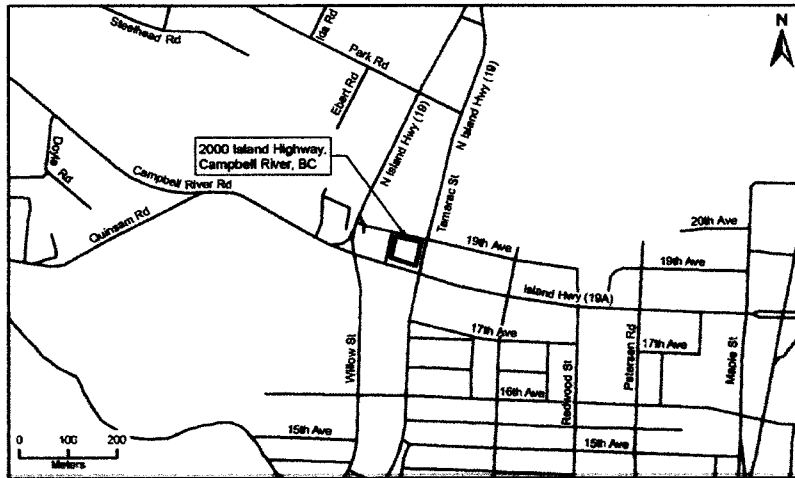 Steelhead Rd
Ida Rd
Park Rd
Ebert Rd
N Island Hwy (19)
N Island Hwy (19)
N
2000 Island Highway,
Campbell River, BC
Doyle Rd
Campbell River Rd
Quinsam Rd
Tamarac St
19th Ave
20th Ave
19th Ave
Island Hwy (19A)
17th Ave
17th Ave
Willow St
Redwood St
Petersen Rd
Maple St
16th Ave
15th Ave
15th Ave
0 100 200
Meters